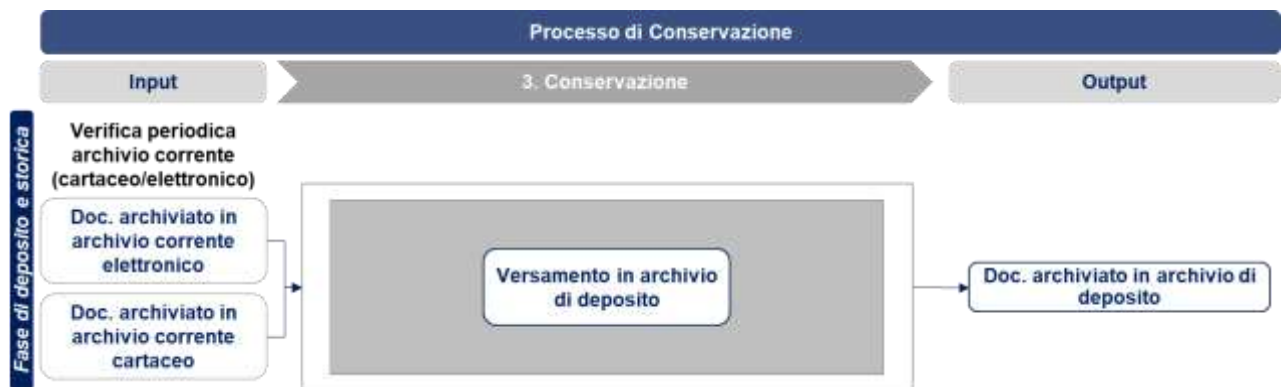 Processo di Conservazione
Input
3. Conservazione
Output
Fase di deposito e storica
Verifica periodica
archivio corrente
(cartaceo/elettronico)
Doc. archiviato in
archivio corrente
elettronico
Doc. archiviato in
archivio corrente
cartaceo
Versamento in archivio
di deposito
Doc. archiviato in archivio di
deposito